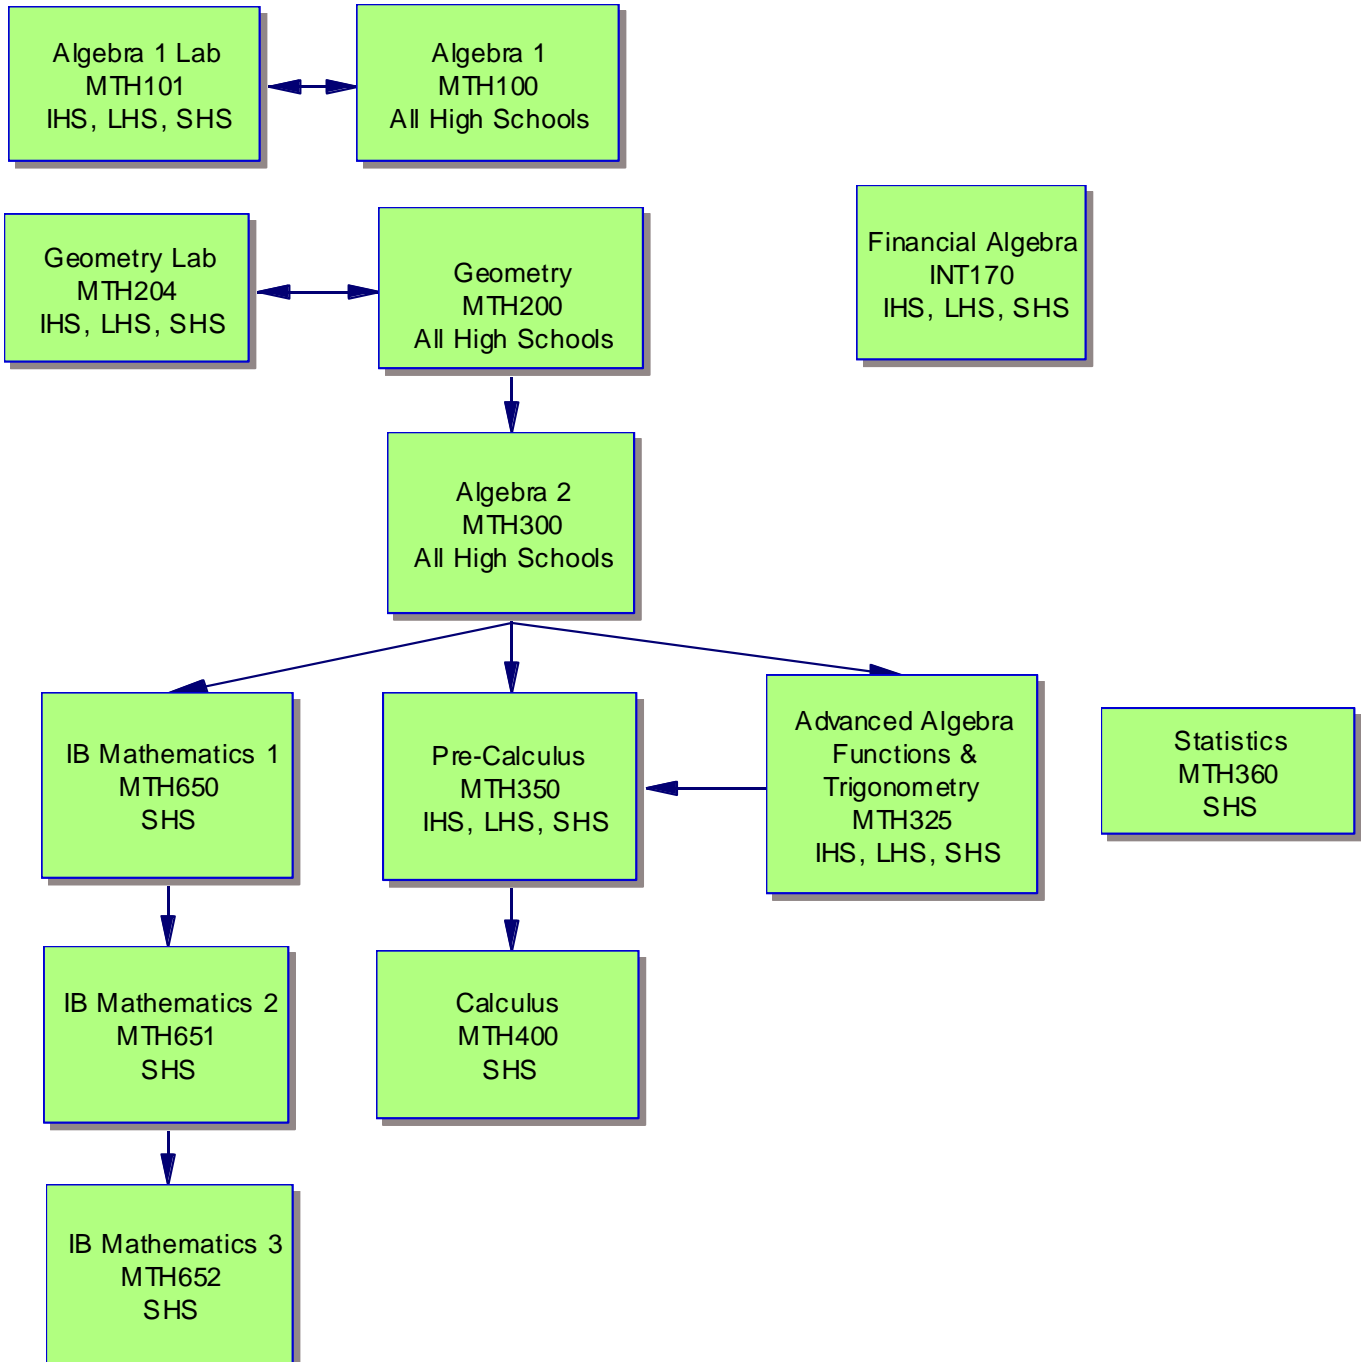 Algebra 1 Lab
MTH101
IHS, LHS, SHS
Algebra 1
MTH100
All High Schools
Geometry Lab
MTH204
IHS, LHS, SHS
Geometry
MTH200
All High Schools
Financial Algebra
INT170
IHS, LHS, SHS
Algebra 2
MTH300
All High Schools
IB Mathematics 1
MTH650
SHS
Pre-Calculus
MTH350
IHS, LHS, SHS
Advanced Algebra
Functions &
Trigonometry
MTH325
IHS, LHS, SHS
Statistics
MTH360
SHS
IB Mathematics 2
MTH651
SHS
Calculus
MTH400
SHS
IB Mathematics 3
MTH652
SHS